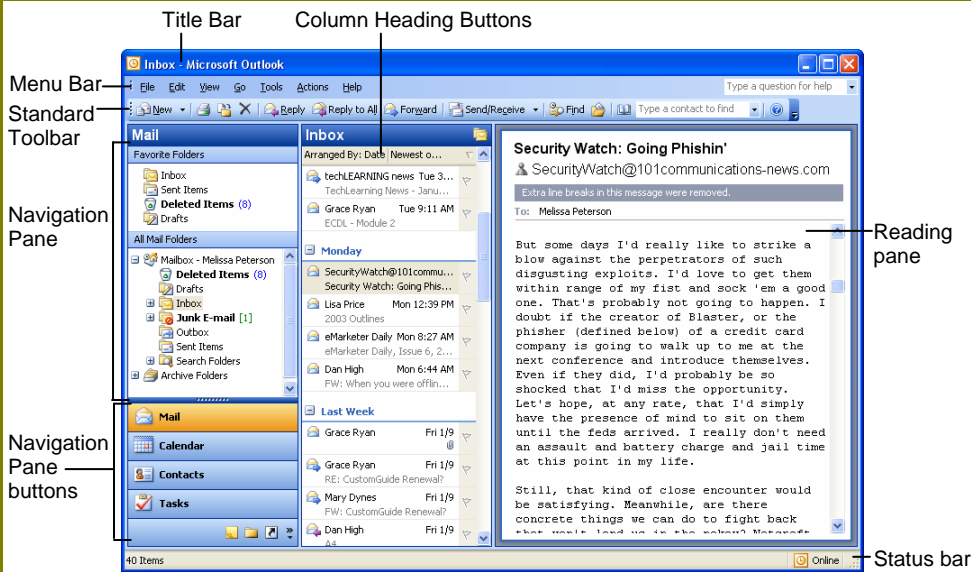 Title Bar
Column Heading Buttons
Inbox - Microsoft Outlook
Menu Bar
File Edit View Go Tools Actions Help
Type a question for help
Standard
Toolbar
New Reply Reply to All Forward Send/Receive Find Type a contact to find
Mail
Favorite Folders
Inbox
Sent Items
Deleted Items (8)
Drafts
Navigation
Pane
All Mail Folders
Mailbox - Melissa Peterson
Deleted Items (8)
Drafts
Inbox
Junk E-mail [1]
Outbox
Sent Items
Search Folders
Archive Folders
Navigation
Pane
buttons
Mail
Calendar
Contacts
Tasks
Inbox
Arranged By: Date Newest o...
techLEARNING news Tue 3...
TechLearning News - Janu...
Grace Ryan Tue 9:11 AM
ECDL - Module 2
Monday
SecurityWatch@101commu...
Security Watch: Going Phis...
Lisa Price Mon 12:39 PM
2003 Outlines
eMarketer Daily Mon 8:27 AM
eMarketer Daily, Issue 6, 2...
Dan High Mon 6:44 AM
FW: When you were offlin...
Last Week
Grace Ryan Fri 1/9
Grace Ryan Fri 1/9
RE: CustomGuide Renewal?
Mary Dynes Fri 1/9
FW: CustomGuide Renewal?
Dan High Fri 1/9
A4
Security Watch: Going Phishin'
SecurityWatch@101communications-news.com
Extra line breaks in this message were removed.
To: Melissa Peterson
Reading
pane
But some days I'd really like to strike a
blow against the perpetrators of such
disgusting exploits. I'd love to get them
within range of my fist and sock 'em a good
one. That's probably not going to happen. I
doubt if the creator of Blaster, or the
phisher (defined below) of a credit card
company is going to walk up to me at the
next conference and introduce themselves.
Even if they did, I'd probably be so
shocked that I'd miss the opportunity.
Let's hope, at any rate, that I'd simply
have the presence of mind to sit on them
until the feds arrived. I really don't need
an assault and battery charge and jail time
at this point in my life.
Still, that kind of close encounter would
be satisfying. Meanwhile, are there
concrete things we can do to fight back
that won't land us in the pokey? Netcraft
40 Items
Online
Status bar